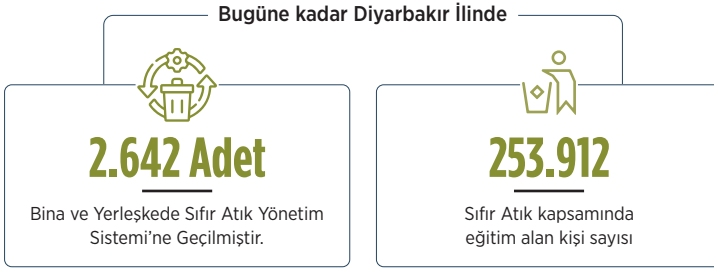 Bugüne kadar Diyarbakır İlinde
2.642 Adet
Bina ve Yerleşkede Sıfır Atık Yönetim
Sistemi’ne Geçilmiştir.
253.912
Sıfır Atık kapsamında
eğitim alan kişi sayısı